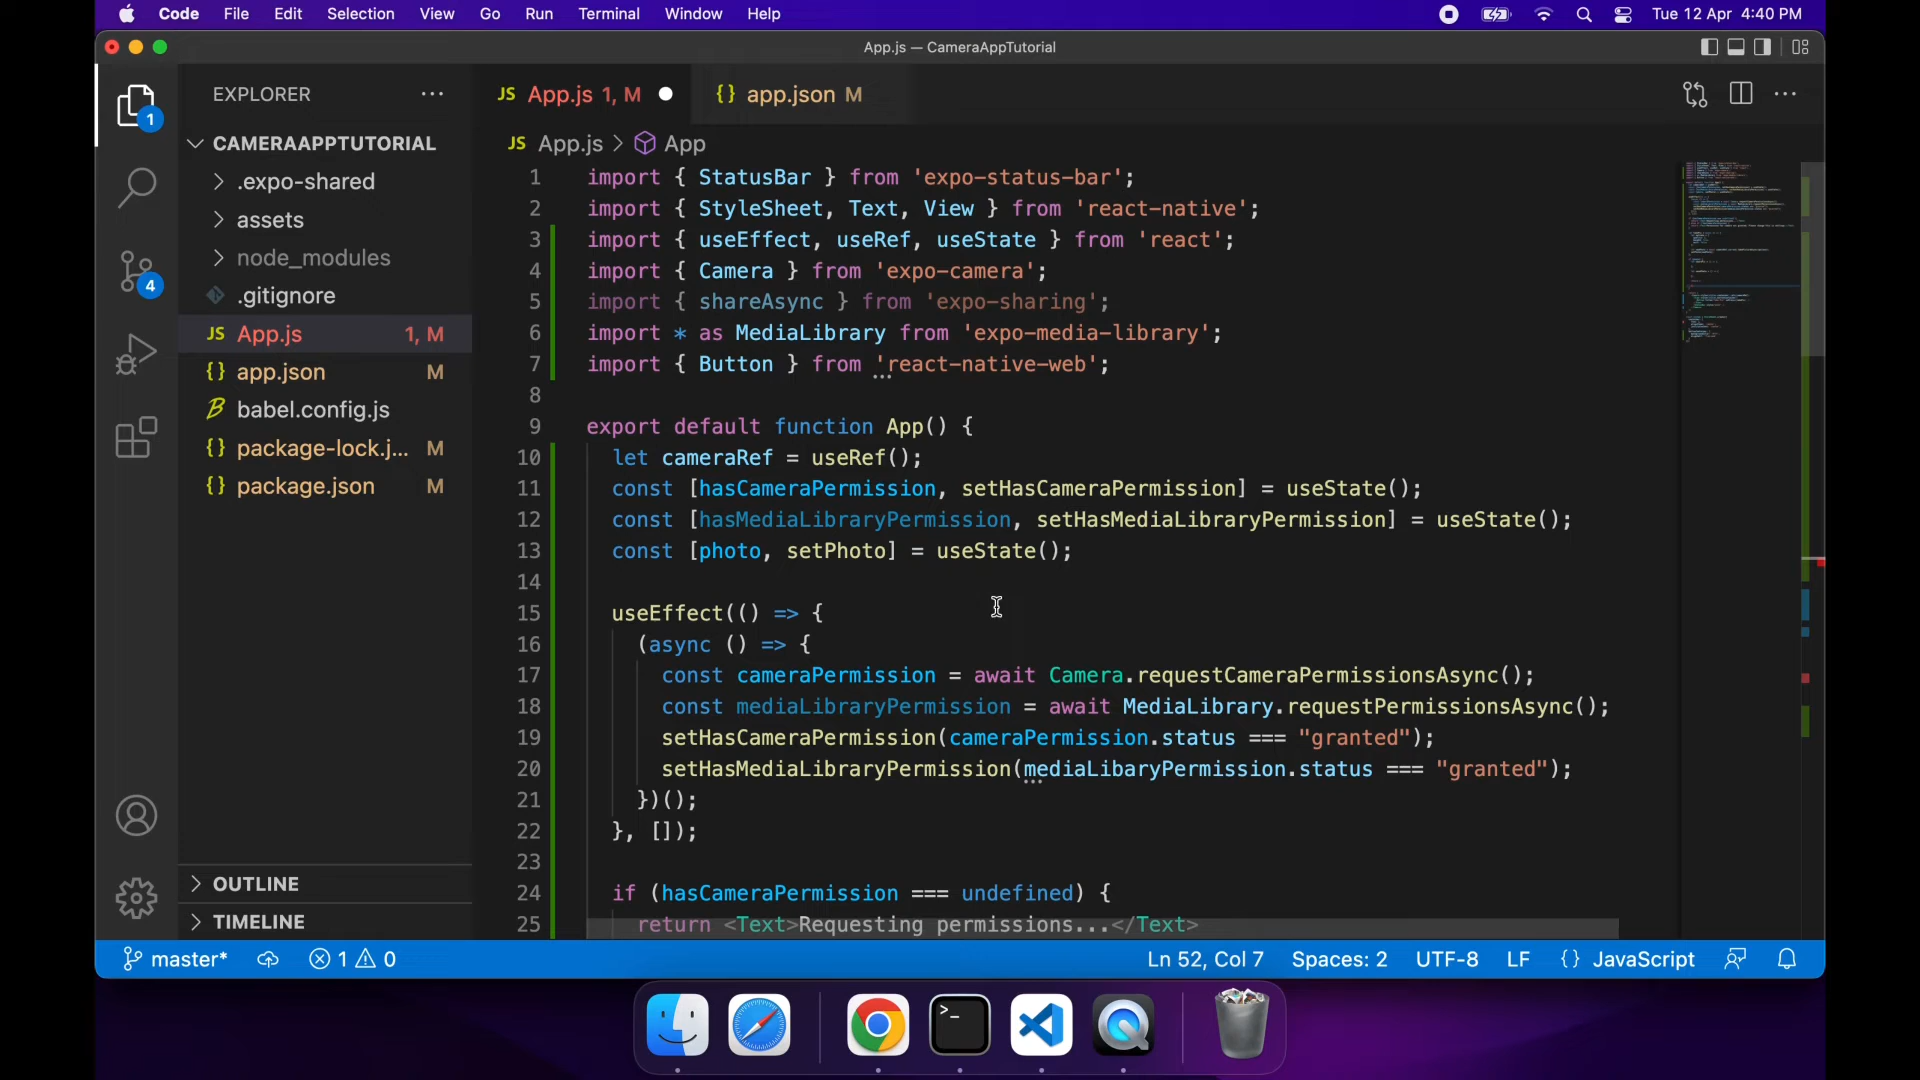 Code File Edit Selection View Go Run Terminal Window Help Tue 12 Apr 4:40 PM
App.js — CameraAppTutorial
EXPLORER
JS App.js 1, M
{} app.json M
1
4
CAMERAAPPTUTORIAL
.expo-shared
assets
node_modules
.gitignore
JS App.js 1, M
{} app.json M
babel.config.js
{} package-lock.j... M
{} package.json M
OUTLINE
TIMELINE
JS App.js > App
1 import { StatusBar } from 'expo-status-bar';
2 import { StyleSheet, Text, View } from 'react-native';
3 import { useEffect, useRef, useState } from 'react';
4 import { Camera } from 'expo-camera';
5 import { shareAsync } from 'expo-sharing';
6 import * as MediaLibrary from 'expo-media-library';
7 import { Button } from 'react-native-web';
8
9 export default function App() {
10 let cameraRef = useRef();
11 const [hasCameraPermission, setHasCameraPermission] = useState();
12 const [hasMediaLibraryPermission, setHasMediaLibraryPermission] = useState();
13 const [photo, setPhoto] = useState();
14
15 useEffect(() => {
16 (async () => {
17 const cameraPermission = await Camera.requestCameraPermissionsAsync();
18 const mediaLibraryPermission = await MediaLibrary.requestPermissionsAsync();
19 setHasCameraPermission(cameraPermission.status === "granted");
20 setHasMediaLibraryPermission(mediaLibaryPermission.status === "granted");
21 })();
22 }, []);
23
24 if (hasCameraPermission === undefined) {
25 return <Text>Requesting permissions...</Text>
master* 1 0 Ln 52, Col 7 Spaces: 2 UTF-8 LF {} JavaScript